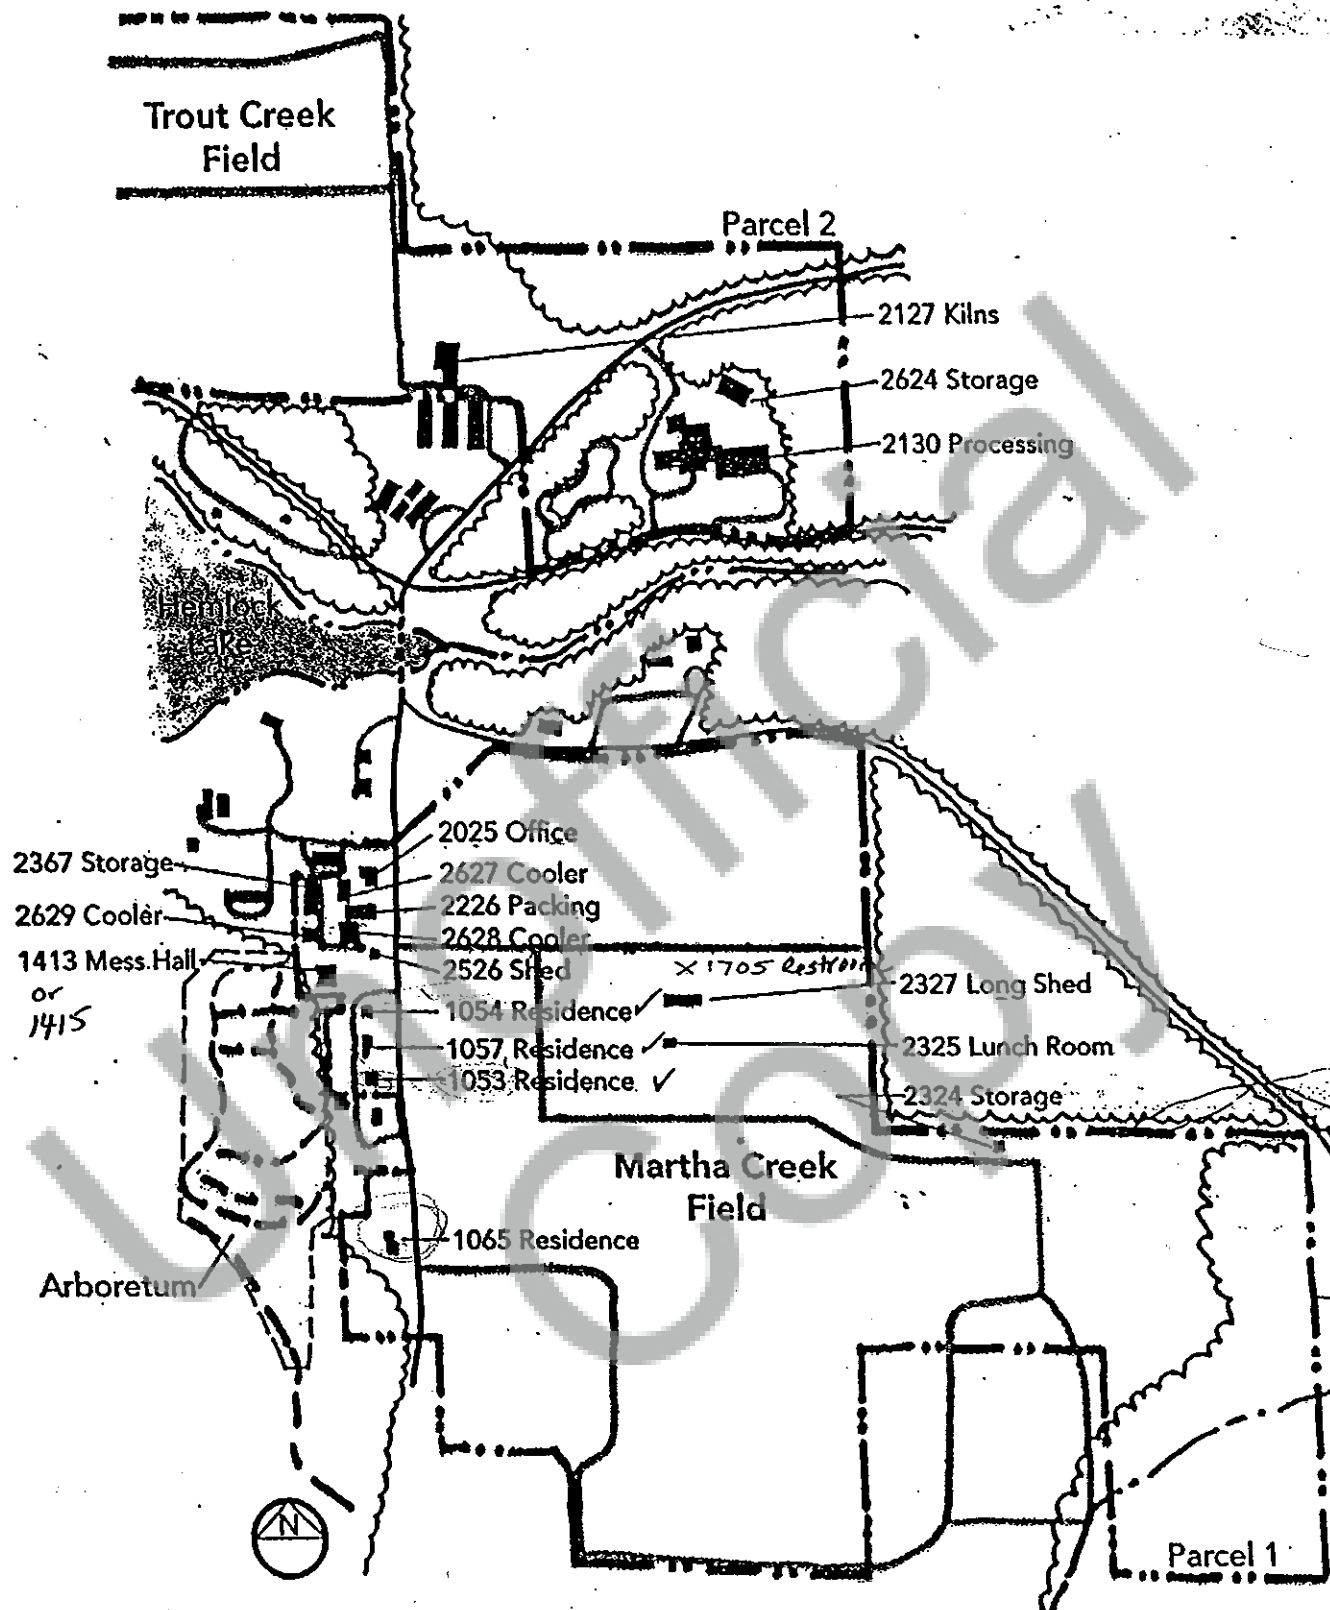 Trout Creek
Field
Parcel 2
2127 Kilns
2624 Storage
2130 Processing
Hemlock
Lake
2025 Office
2367 Storage
2627 Cooler
2629 Cooler
2226 Packing
2628 Cooler
1413 Mess Hall
or
1415
2526 Shed
X 1705 Restroom
2327 Long Shed
1054 Residence ✓
1057 Residence ✓
2325 Lunch Room
1053 Residence ✓
2324 Storage
Martha Creek
Field
1065 Residence
Arboretum
N
Parcel 1
Unofficial
Copy